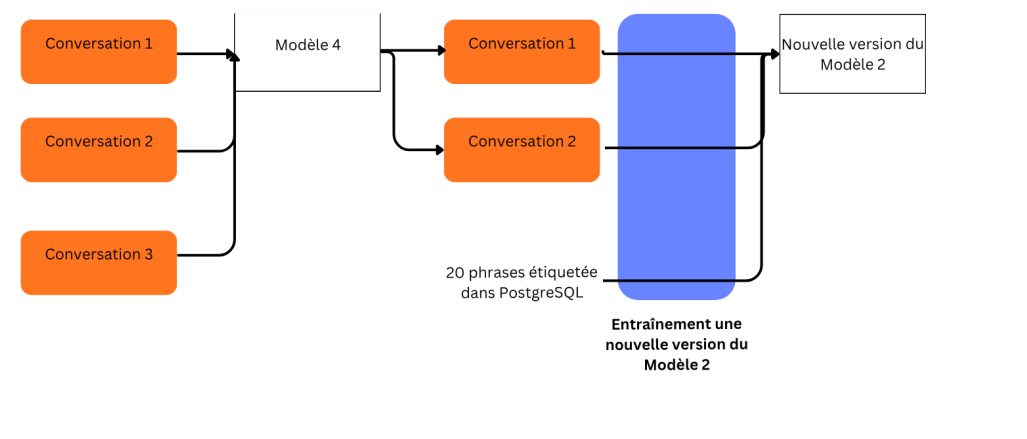 Conversation 1
Modèle 4
Conversation 1
Nouvelle version du
Modèle 2
Conversation 2
Conversation 2
Conversation 3
20 phrases étiquetée
dans PostgreSQL
Entraînement une
nouvelle version du
Modèle 2